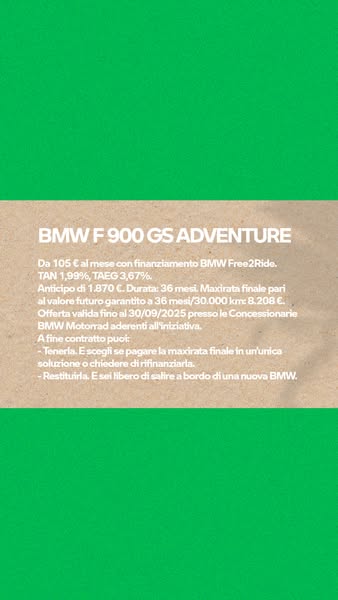 BMW F 900 GS ADVENTURE
Da 105 € al mese con finanziamento BMW Free2Ride.
TAN 1,99%, TAEG 3,67%.
Anticipo di 1.870 €. Durata: 36 mesi. Maxirata finale pari
al valore futuro garantito a 36 mesi/30.000 km: 8.208 €.
Offerta valida fino al 30/09/2025 presso le Concessionarie
BMW Motorrad aderenti all'iniziativa.
A fine contratto puoi:
- Tenerla. E scegli se pagare la maxirata finale in un'unica
soluzione o chiedere di rifinanziarla.
- Restituirla. E sei libero di salire a bordo di una nuova BMW.